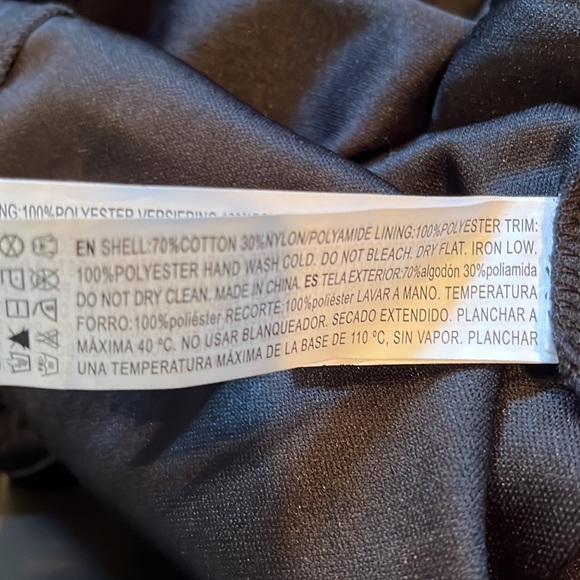 NG:100%POLYESTER VERSIERING
EN SHELL:70%COTTON 30%NYLON/POLYAMIDE LINING:100%POLYESTER TRIM:
100%POLYESTER HAND WASH COLD. DO NOT BLEACH. DRY FLAT. IRON LOW.
DO NOT DRY CLEAN. MADE IN CHINA. ES TELA EXTERIOR:70%algodón 30%poliamida
FORRO:100%poliéster RECORTE:100%poliéster LAVAR A MANO. TEMPERATURA
MÁXIMA 40 ºC. NO USAR BLANQUEADOR. SECADO EXTENDIDO. PLANCHAR A
UNA TEMPERATURA MÁXIMA DE LA BASE DE 110 ºC, SIN VAPOR. PLANCHAR